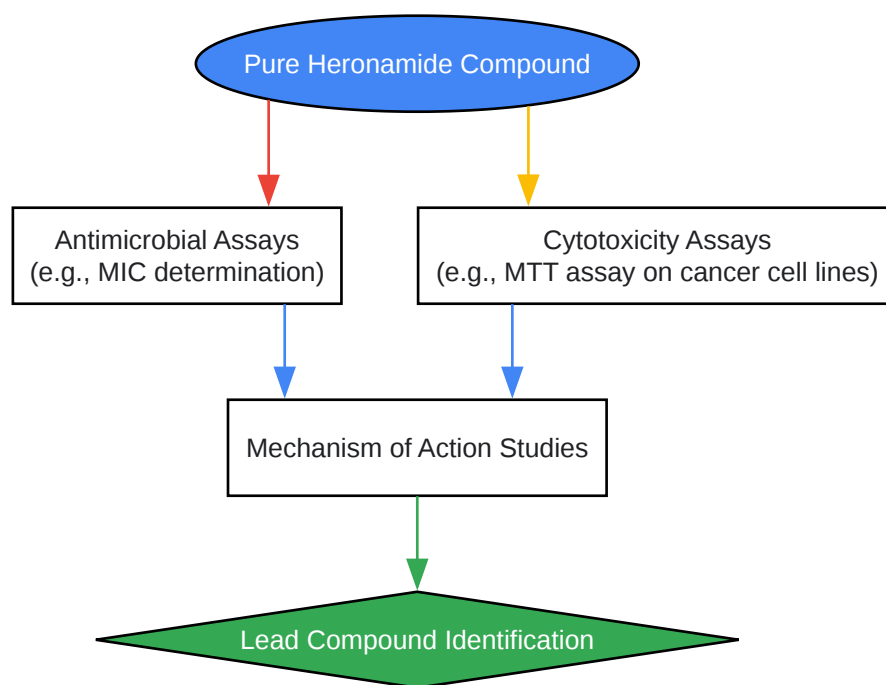 Pure Heronamide Compound
Antimicrobial Assays
(e.g., MIC determination)
Cytotoxicity Assays
(e.g., MTT assay on cancer cell lines)
Mechanism of Action Studies
Lead Compound Identification